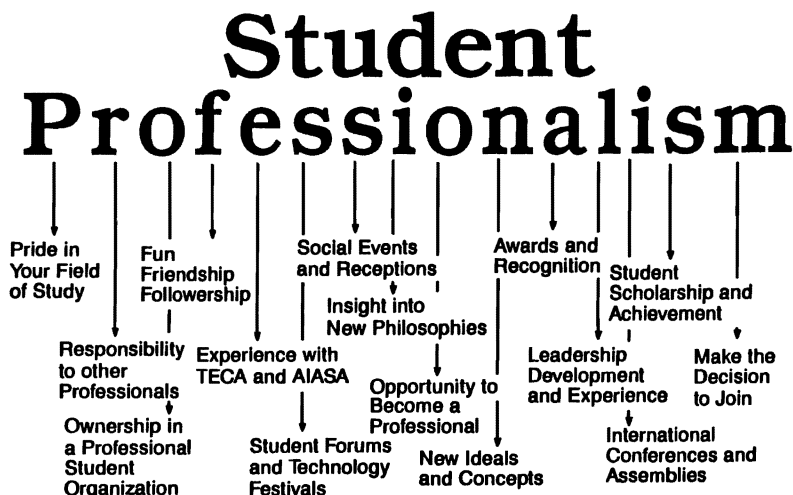 Student
Professionalism
Pride in
Your Field
of Study
Responsibility
to other
Professionals
Ownership in
a Professional
Student
Organization
Fun
Friendship
Followership
Experience with
TECA and AIASA
Student Forums
and Technology
Festivals
Social Events
and Receptions
Insight into
New Philosophies
Opportunity to
Become a
Professional
New Ideals
and Concepts
Awards and
Recognition
Leadership
Development
and Experience
International
Conferences and
Assemblies
Student
Scholarship and
Achievement
Make the
Decision
to Join